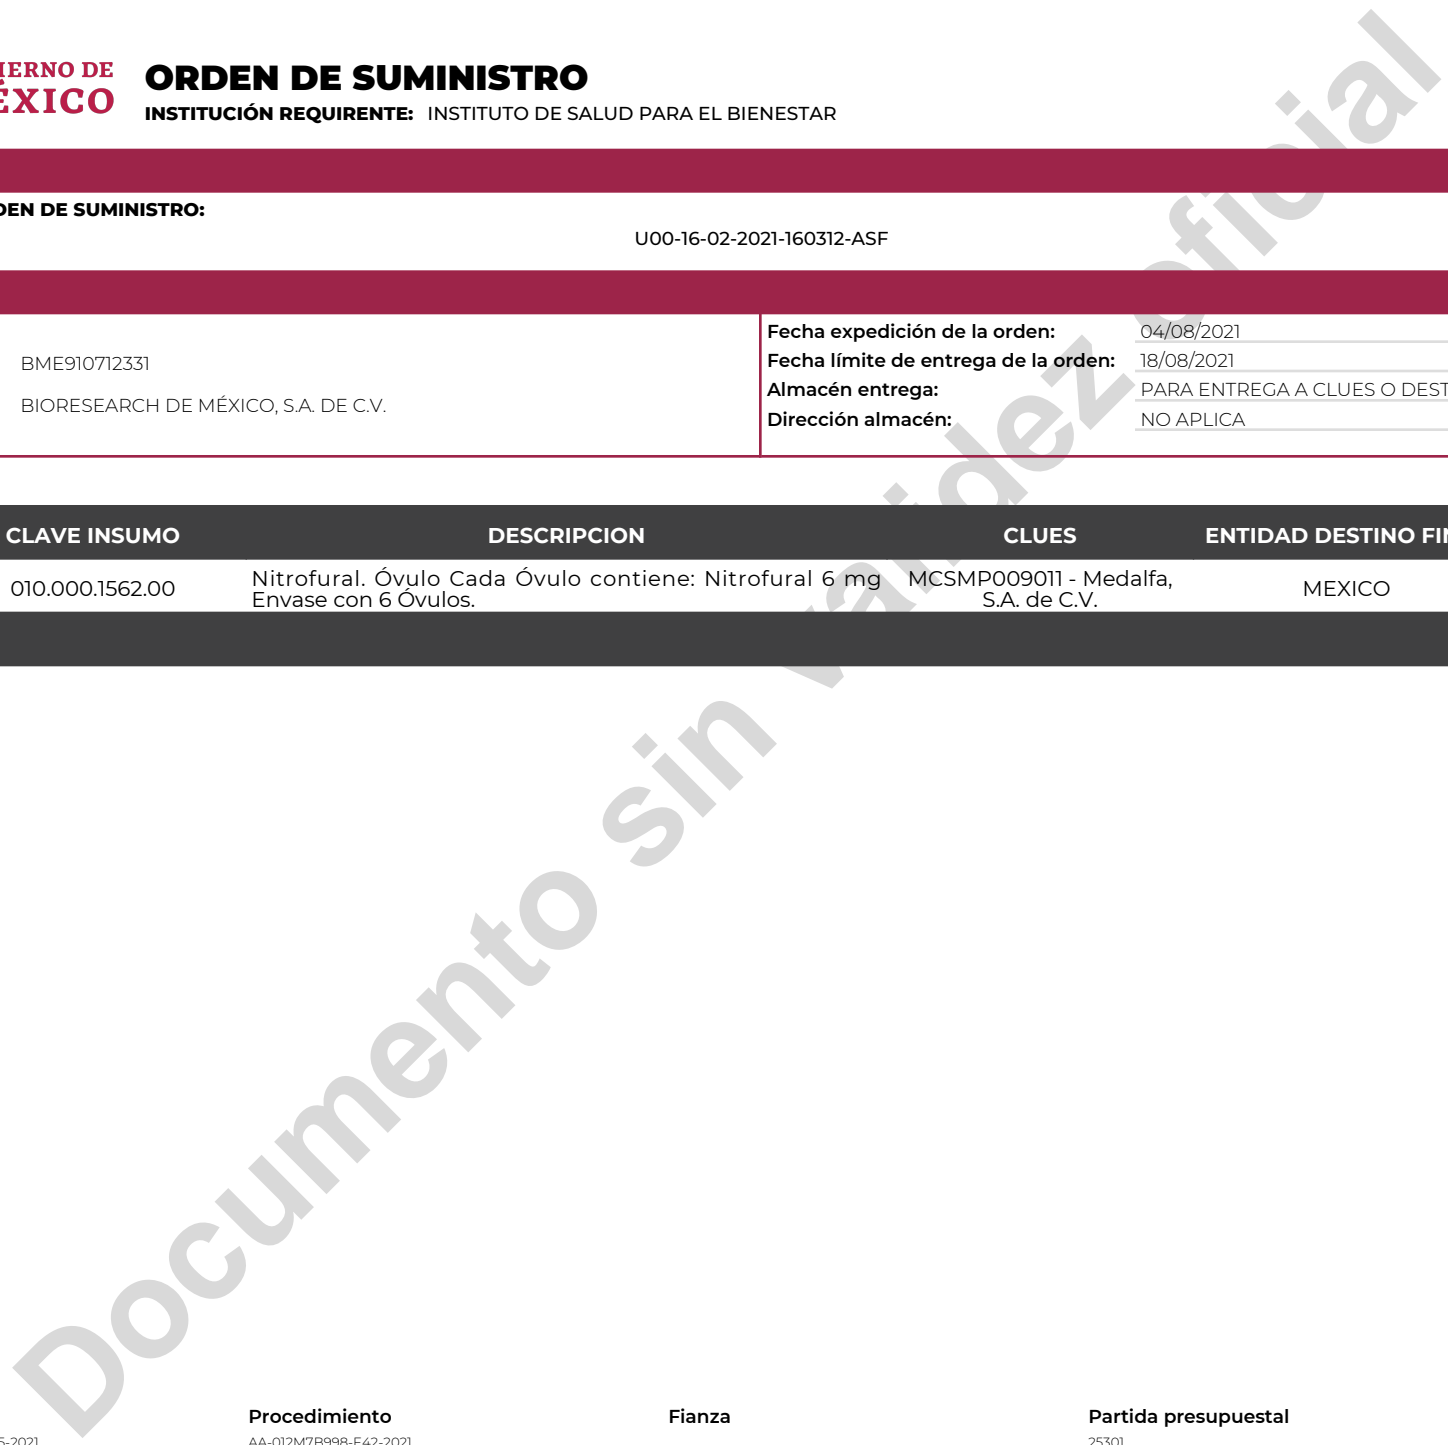 IERNO DE
ÉXICO
ORDEN DE SUMINISTRO
INSTITUCIÓN REQUIRENTE: INSTITUTO DE SALUD PARA EL BIENESTAR
DEN DE SUMINISTRO:
U00-16-02-2021-160312-ASF
BME910712331
BIORESEARCH DE MÉXICO, S.A. DE C.V.
Fecha expedición de la orden: 04/08/2021
Fecha límite de entrega de la orden: 18/08/2021
Almacén entrega: PARA ENTREGA A CLUES O DEST
Dirección almacén: NO APLICA
CLAVE INSUMO DESCRIPCION CLUES ENTIDAD DESTINO FIN
010.000.1562.00 Nitrofural. Óvulo Cada Óvulo contiene: Nitrofural 6 mg MCSMP009011 - Medalfa, MEXICO
Envase con 6 Óvulos. S.A. de C.V.
Documento sin validez oficial
Procedimiento Fianza Partida presupuestal
5-2021 AA-012M7B998-E42-2021 25301